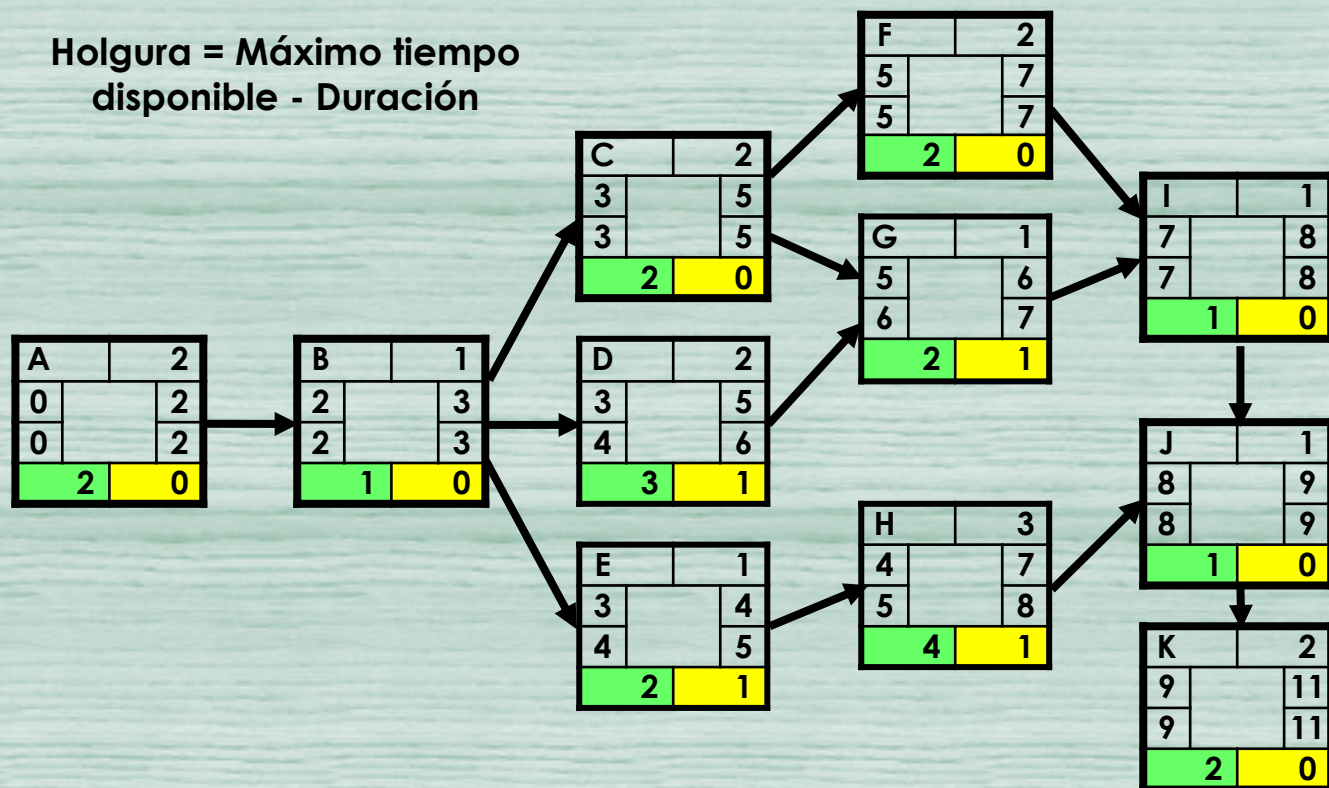 Holgura = Máximo tiempo
disponible - Duración
F 2
5 7
5 7
2 0
C 2
3 5
3 5
2 0
G 1
5 6
6 7
2 1
I 1
7 8
7 8
1 0
A 2
0 2
0 2
2 0
B 1
2 3
2 3
1 0
D 2
3 5
4 6
3 1
E 1
3 4
4 5
2 1
H 3
4 7
5 8
4 1
J 1
8 9
8 9
1 0
K 2
9 11
9 11
2 0